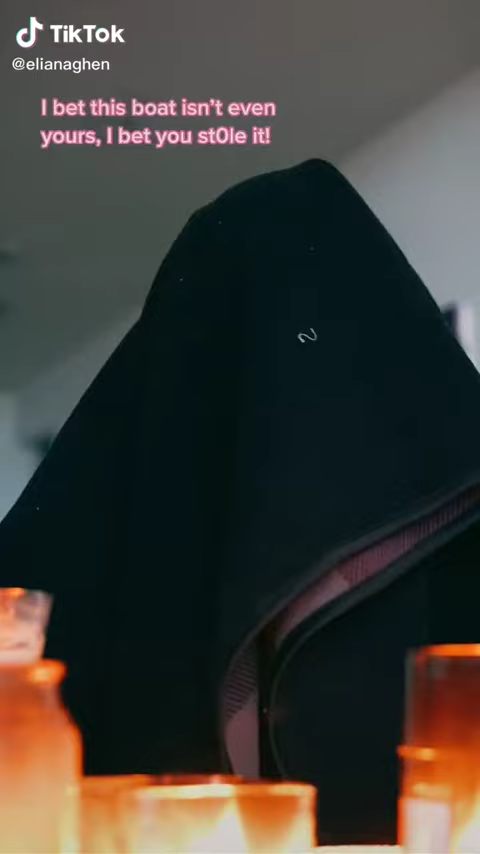 TikTok
@elianaghen
I bet this boat isn't even
yours, I bet you st0le it!